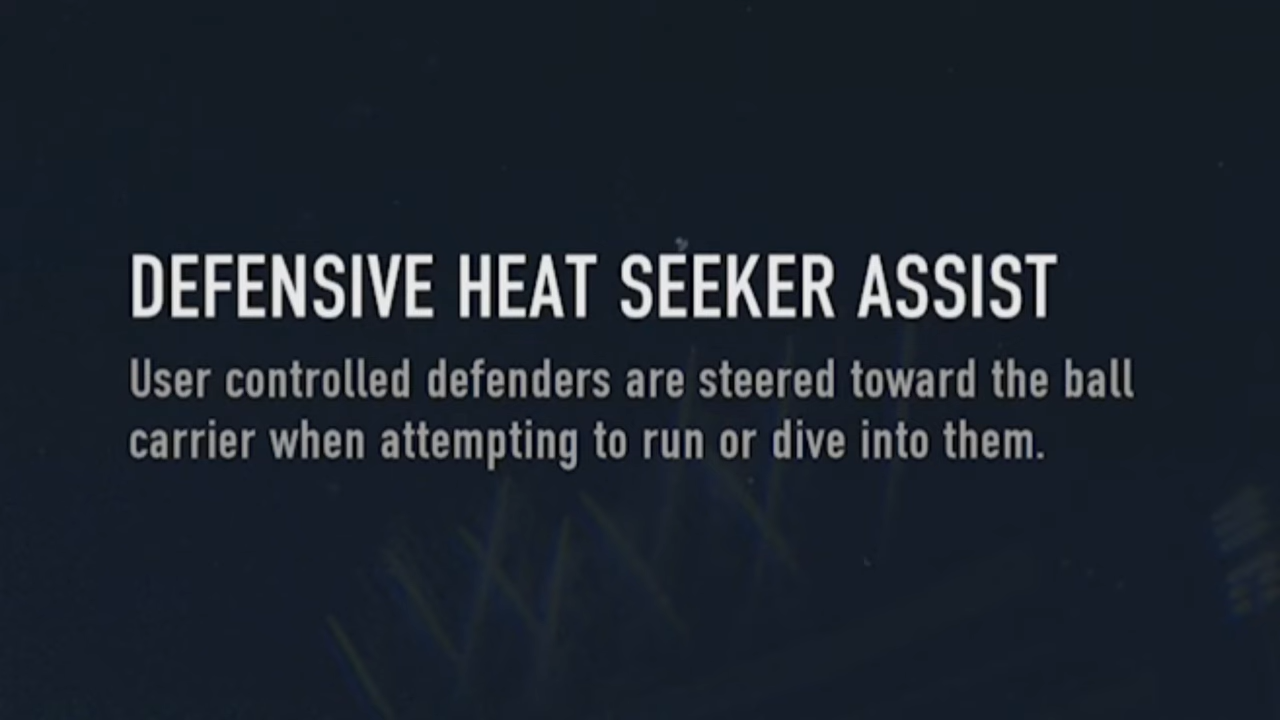 DEFENSIVE HEAT SEEKER ASSIST
User controlled defenders are steered toward the ball
carrier when attempting to run or dive into them.